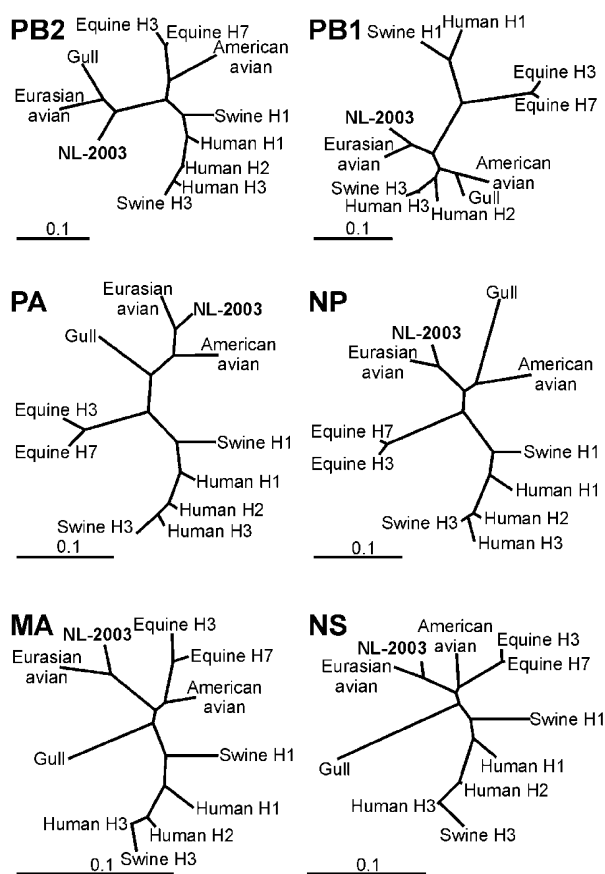 PB2
Equine H3
Equine H7
Gull
American
avian
Eurasian
avian
Swine H1
NL-2003
Human H1
Human H2
Human H3
Swine H3
0.1
PB1
Human H1
Swine H1
Equine H3
Equine H7
NL-2003
Eurasian
avian
American
avian
Swine H3
Gull
Human H3
Human H2
0.1
PA
Eurasian
avian
NL-2003
Gull
American
avian
Equine H3
Equine H7
Swine H1
Human H1
Human H2
Swine H3
Human H3
0.1
NP
Gull
NL-2003
Eurasian
avian
American
avian
Equine H7
Equine H3
Swine H1
Human H1
Swine H3
Human H2
Human H3
0.1
MA
NL-2003
Equine H3
Eurasian
avian
Equine H7
American
avian
Gull
Swine H1
Human H1
Human H3
Human H2
Swine H3
0.1
NS
American
avian
NL-2003
Equine H3
Eurasian
avian
Equine H7
Swine H1
Gull
Human H1
Human H2
Human H3
Swine H3
0.1